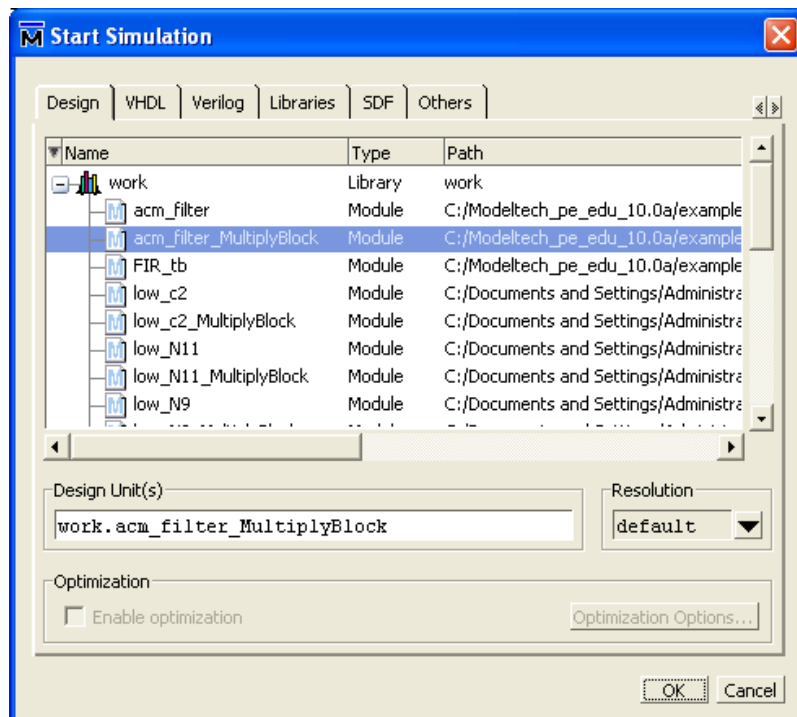 Start Simulation
Design VHDL Verilog Libraries SDF Others
Name Type Path
work Library work
acm_filter Module C:/Modeltech_pe_edu_10.0a/example
acm_filter_MultiplyBlock Module C:/Modeltech_pe_edu_10.0a/example
FIR_tb Module C:/Modeltech_pe_edu_10.0a/example
low_c2 Module C:/Documents and Settings/Administra
low_c2_MultiplyBlock Module C:/Documents and Settings/Administra
low_N11 Module C:/Documents and Settings/Administra
low_N11_MultiplyBlock Module C:/Documents and Settings/Administra
low_N9 Module C:/Documents and Settings/Administra
Design Unit(s) Resolution
work.acm_filter_MultiplyBlock default
Optimization
Enable optimization Optimization Options...
OK Cancel